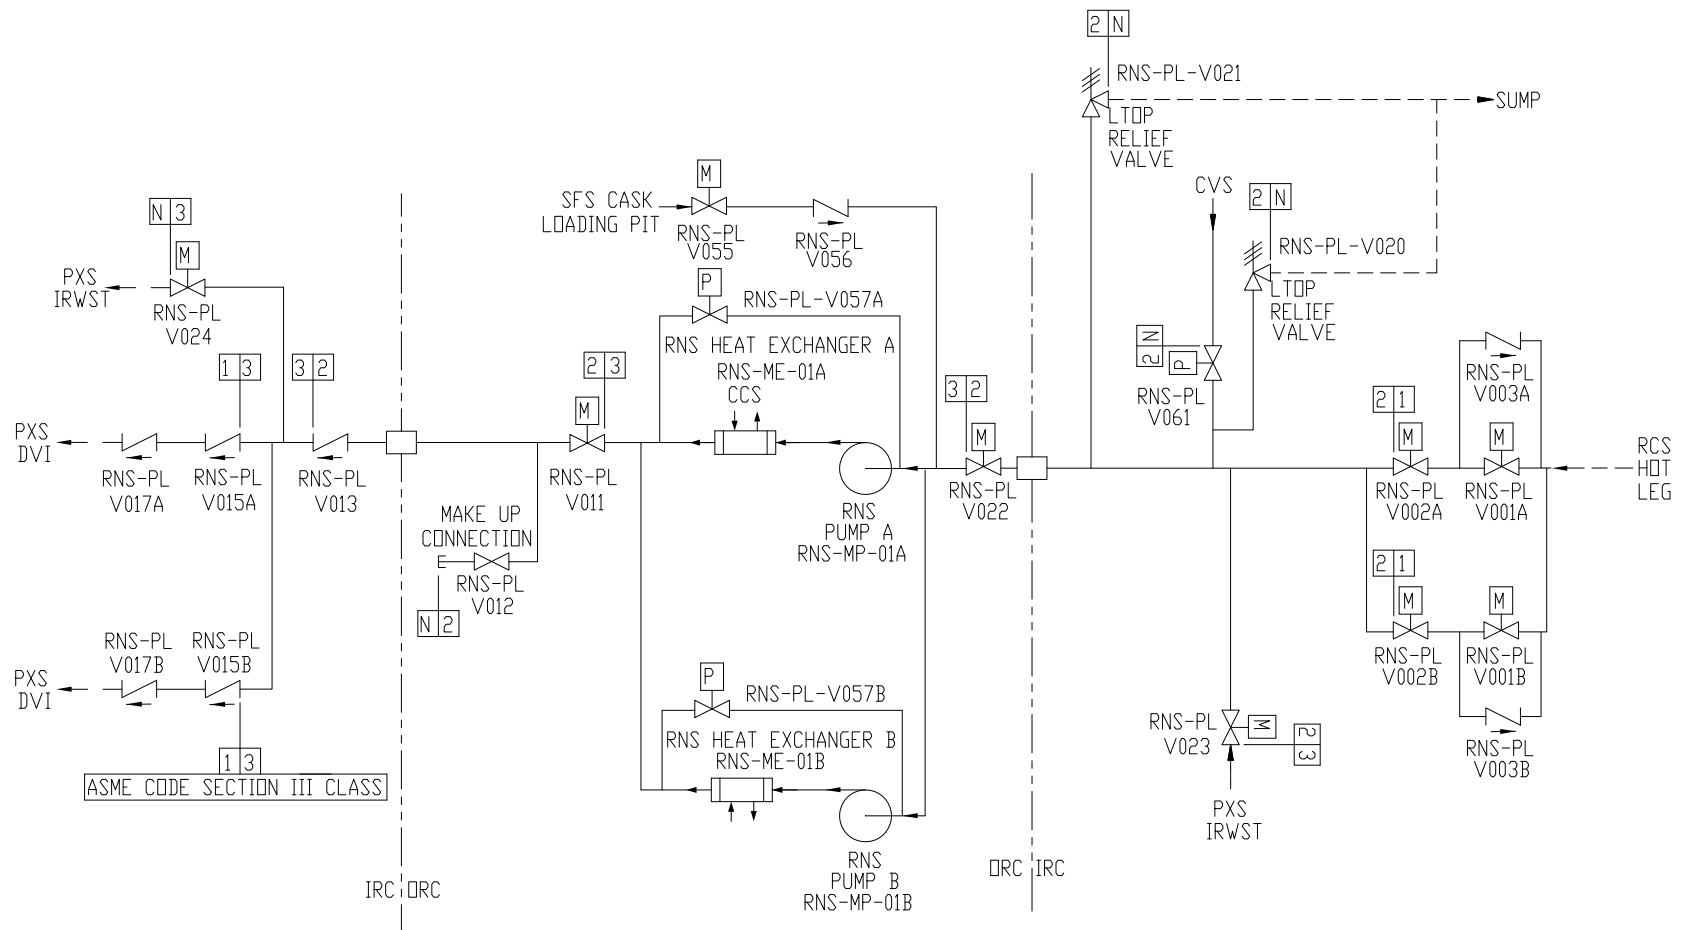 2 N
RNS-PL-V021
SUMP
LTOP
RELIEF
VALVE
M
SFS CASK
LOADING PIT
RNS-PL
V055
RNS-PL
V056
CVS
2 N
RNS-PL-V020
LTOP
RELIEF
VALVE
N 3
M
PXS
IRWST
RNS-PL
V024
P
RNS-PL-V057A
RNS HEAT EXCHANGER A
RNS-ME-01A
CCS
2 N
P
RNS-PL
V061
RNS-PL
V003A
1 3
3 2
2 3
M
3 2
M
2 1
M
M
PXS
DVI
RNS-PL
V017A
RNS-PL
V015A
RNS-PL
V013
RNS-PL
V011
RNS-PL
V022
RNS-PL
V002A
RNS-PL
V001A
RCS
HOT
LEG
MAKE UP
CONNECTION
RNS-PL
V012
N 2
RNS
PUMP A
RNS-MP-01A
2 1
M
M
RNS-PL
V002B
RNS-PL
V001B
RNS-PL
V017B
RNS-PL
V015B
PXS
DVI
1 3
ASME CODE SECTION III CLASS
P
RNS-PL-V057B
RNS HEAT EXCHANGER B
RNS-ME-01B
RNS-PL
V023
M
2 3
RNS-PL
V003B
PXS
IRWST
RNS
PUMP B
RNS-MP-01B
IRC ORC
ORC IRC